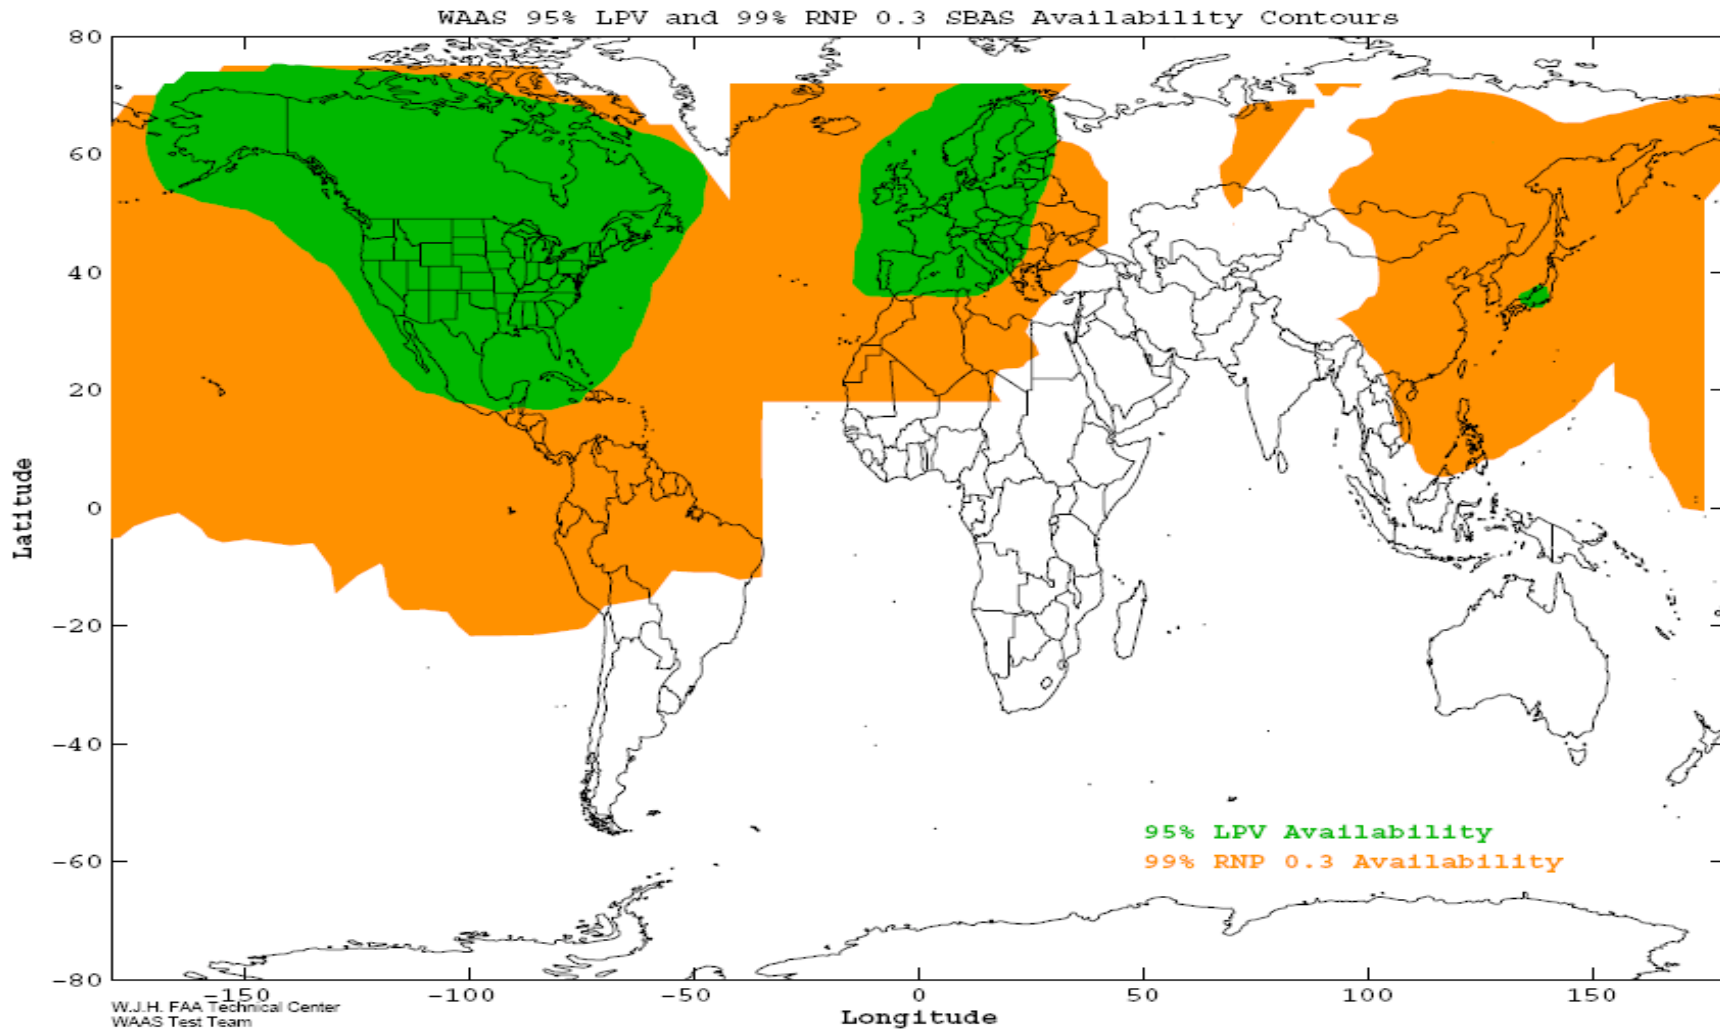 WAAS 95% LPV and 99% RNP 0.3 SBAS Availability Contours
80
60
40
20
0
-20
-40
-60
-80
Latitude
95% LPV Availability
99% RNP 0.3 Availability
-150 -100 -50 0 50 100 150
Longitude
W.J.H. FAA Technical Center
WAAS Test Team